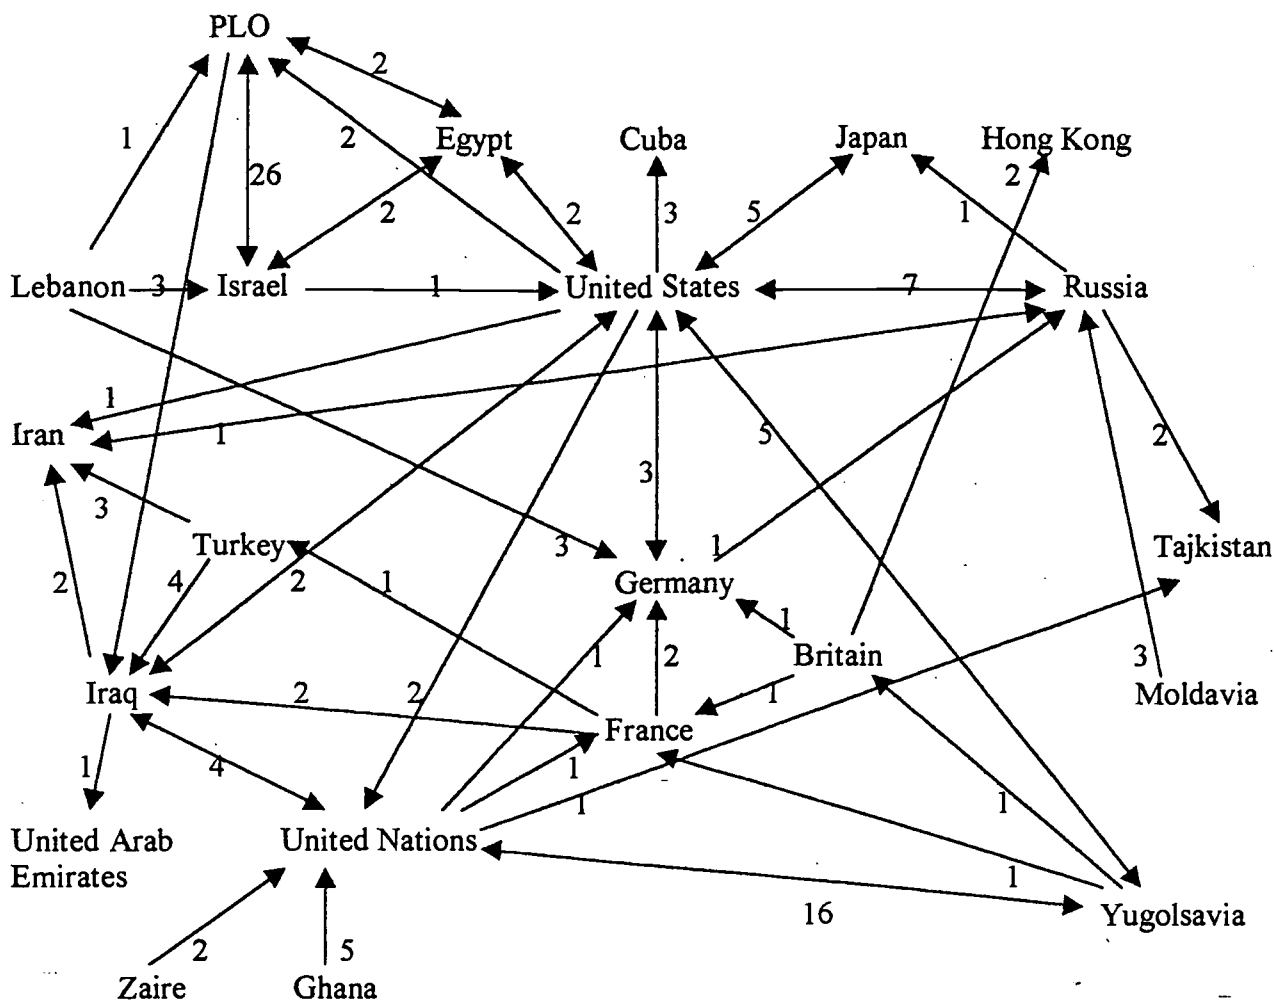 PLO
2
1
2
Egypt
Cuba
Japan
Hong Kong
26
2
2
2
3
5
1
Lebanon
3
Israel
1
United States
7
Russia
1
Iran
1
5
2
3
3
Turkey
3
1
Tajkistan
2
4
2
1
Germany
1
1
2
Britain
3
Iraq
2
2
1
Moldavia
France
1
4
1
1
1
United Arab
Emirates
United Nations
1
16
Yugolsavia
2
5
Zaire
Ghana